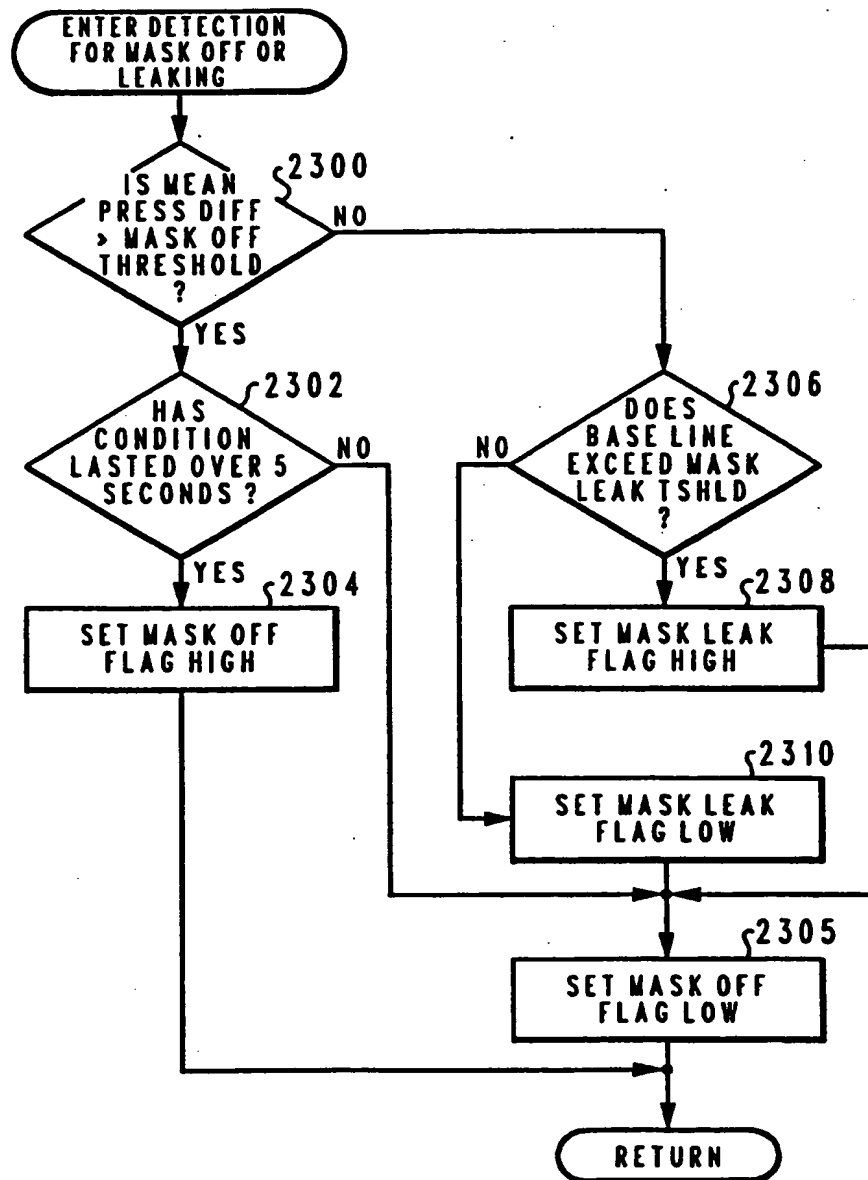 ENTER DETECTION
FOR MASK OFF OR
LEAKING
2300
IS MEAN
PRESS DIFF
> MASK OFF
THRESHOLD
?
NO
YES
2302
HAS
CONDITION
LASTED OVER 5
SECONDS ?
NO
YES
2304
SET MASK OFF
FLAG HIGH
2306
DOES
BASE LINE
EXCEED MASK
LEAK TSHLD
?
NO
YES
2308
SET MASK LEAK
FLAG HIGH
2310
SET MASK LEAK
FLAG LOW
2305
SET MASK OFF
FLAG LOW
RETURN